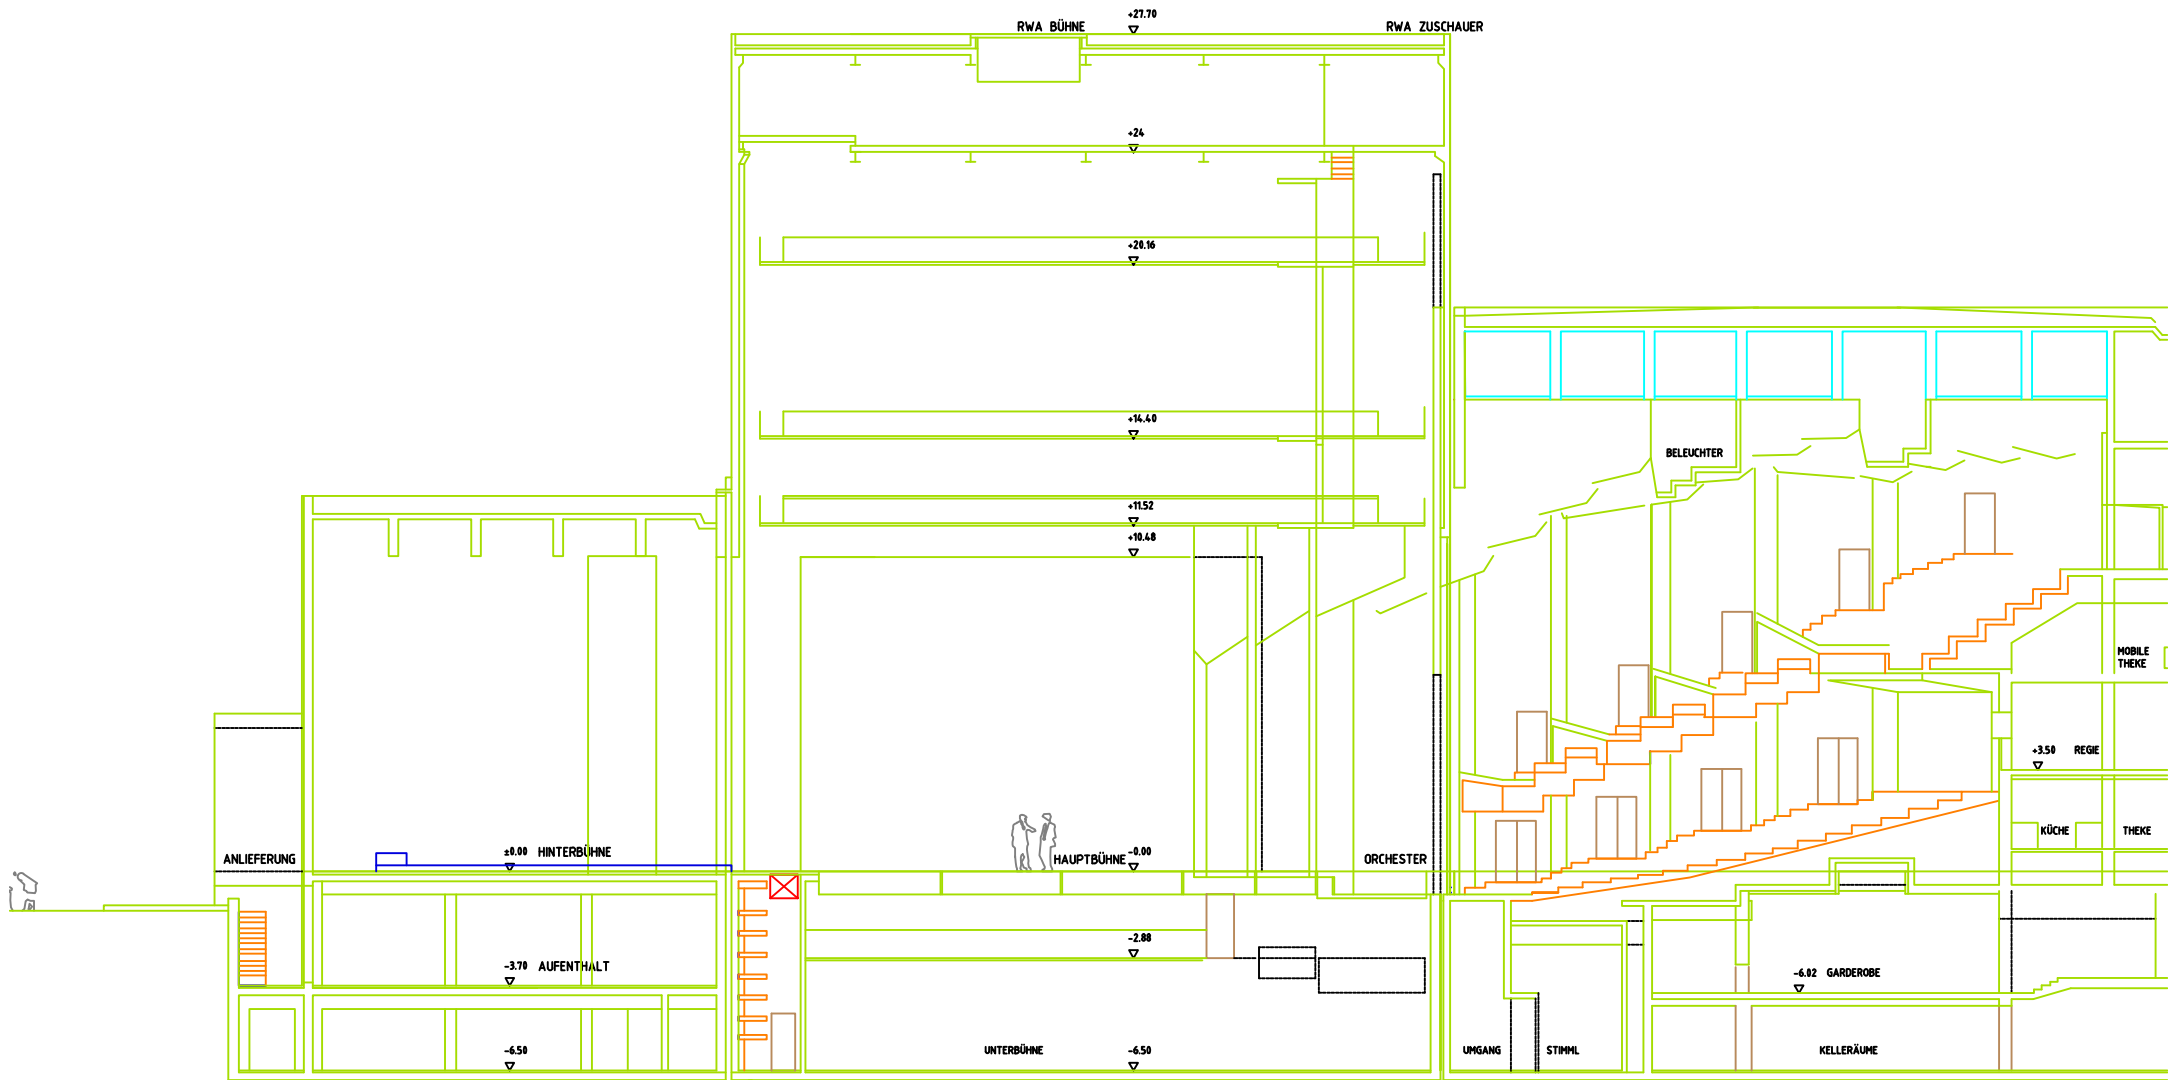 +27.70
RWA BÜHNE
RWA ZUSCHAUER
+24
+20.16
+14.40
BELEUCHTER
+11.52
+10.48
MOBILE
THEKE
+3.50 REGIE
KÜCHE
THEKE
ANLIEFERUNG
±0.00 HINTERBÜHNE
HAUPTBÜHNE -0.00
ORCHESTER
-2.88
-3.70 AUFENTHALT
-6.02 GARDEROBE
-6.50
UNTERBÜHNE
-6.50
UMGANG
STIMML
KELLERÄUME